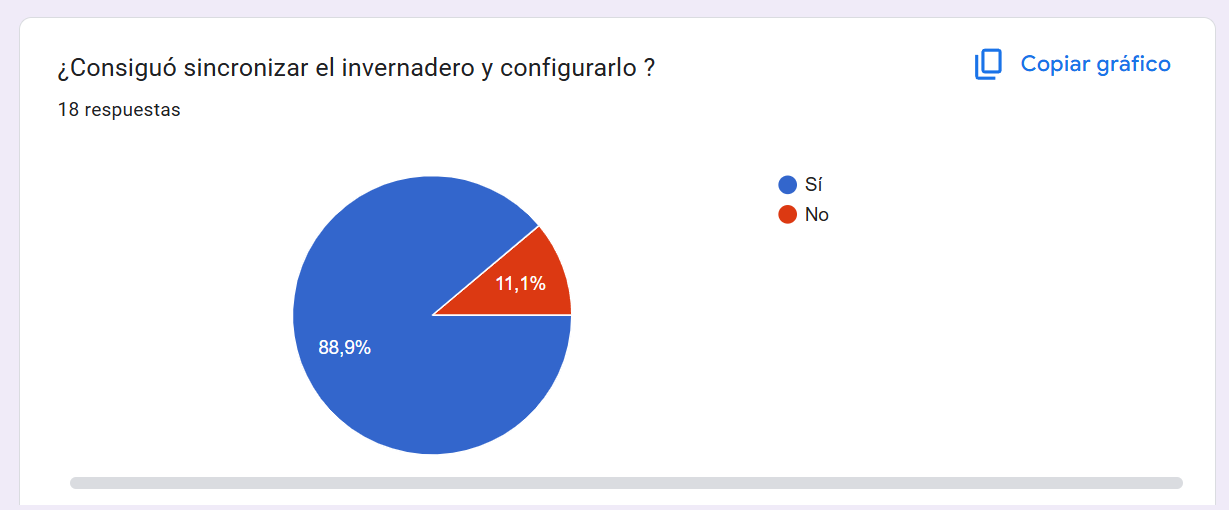 ¿Consiguó sincronizar el invernadero y configurarlo ?
Copiar gráfico
18 respuestas
Sí
No
11,1%
88,9%